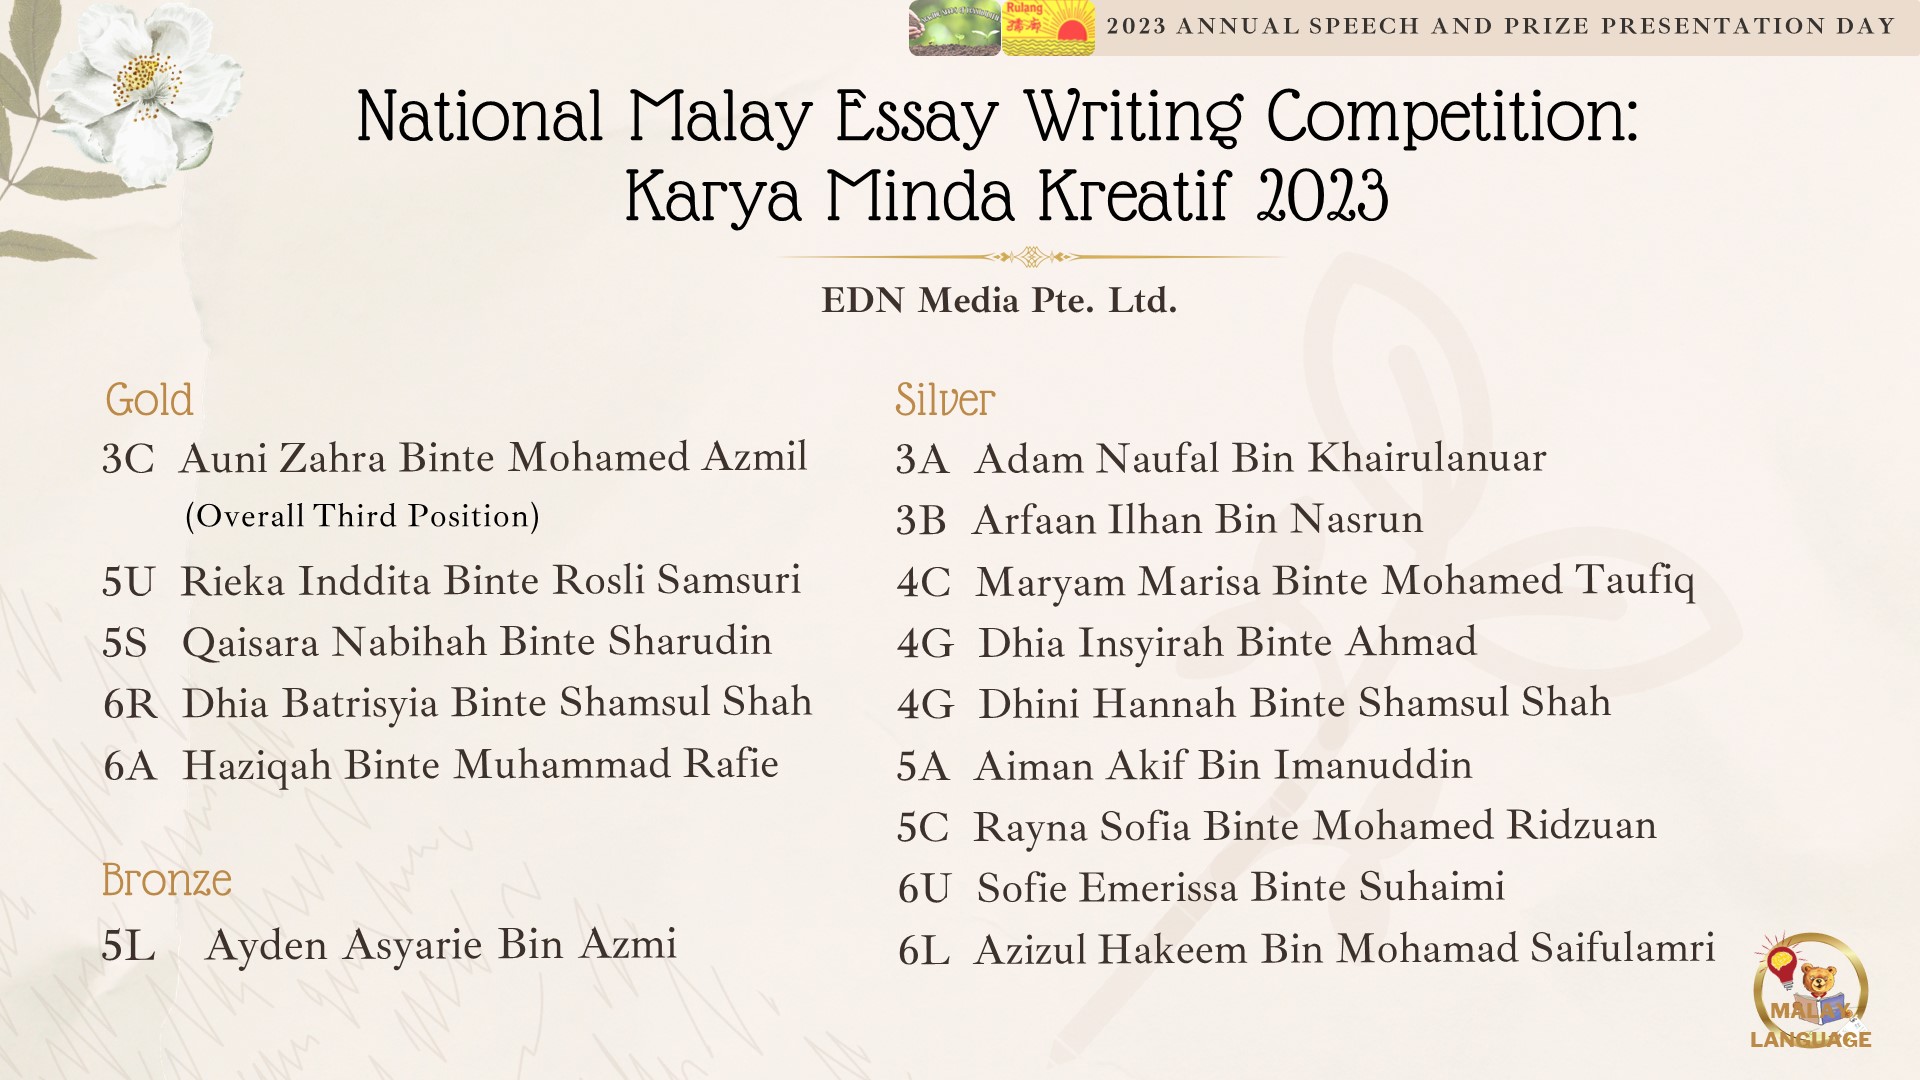 Rulang
2023 ANNUAL SPEECH AND PRIZE PRESENTATION DAY
National Malay Essay Writing Competition:
Karya Minda Kreatif 2023
EDN Media Pte. Ltd.
Gold
3C Auni Zahra Binte Mohamed Azmil
(Overall Third Position)
5U Rieka Inddita Binte Rosli Samsuri
5S Qaisara Nabihah Binte Sharudin
6R Dhia Batrisyia Binte Shamsul Shah
6A Haziqah Binte Muhammad Rafie
Bronze
5L Ayden Asyarie Bin Azmi
Silver
3A Adam Naufal Bin Khairulanuar
3B Arfaan Ilhan Bin Nasrun
4C Maryam Marisa Binte Mohamed Taufiq
4G Dhia Insyirah Binte Ahmad
4G Dhini Hannah Binte Shamsul Shah
5A Aiman Akif Bin Imanuddin
5C Rayna Sofia Binte Mohamed Ridzuan
6U Sofie Emerissa Binte Suhaimi
6L Azizul Hakeem Bin Mohamad Saifulamri
MALAY
LANGUAGE